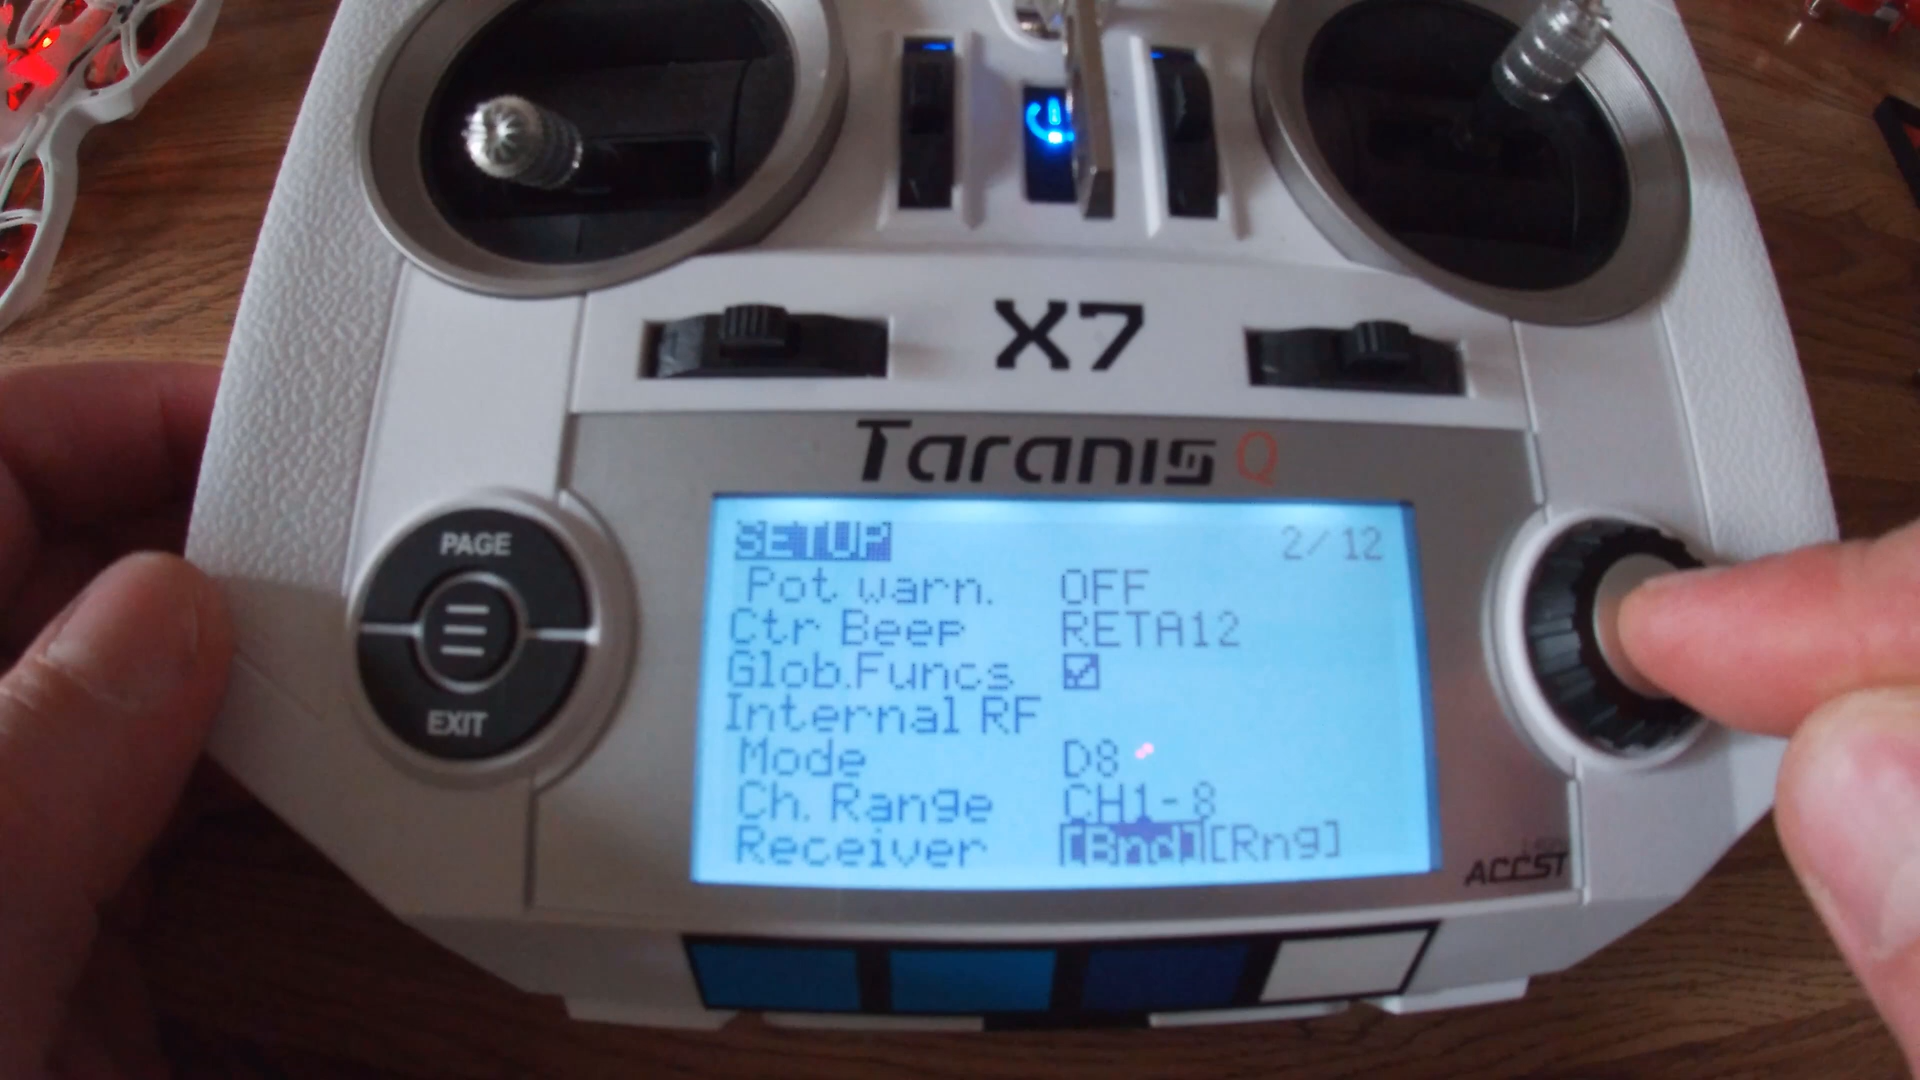 X7
Taranis Q
PAGE
EXIT
SETUP 2/12
Pot warn. OFF
Ctr Beep RETA12
Glob.Funcs
Internal RF
Mode D8
Ch. Range CH1-8
Receiver [Bnd][Rng]
ACCST